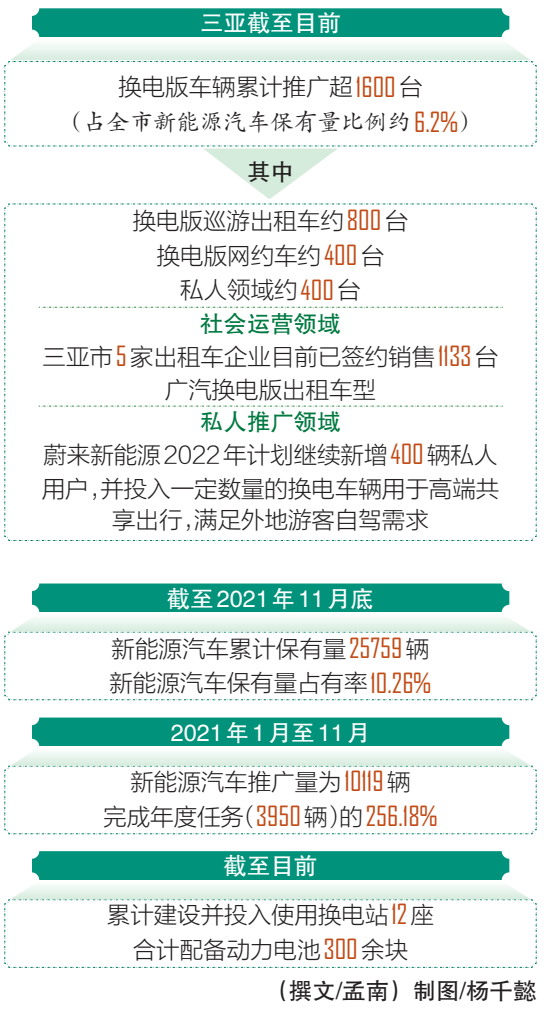 三亚截至目前
换电版车辆累计推广超1600台
（占全市新能源汽车保有量比例约6.2%）
其中
换电版巡游出租车约800台
换电版网约车约400台
私人领域约400台
社会运营领域
三亚市5家出租车企业目前已签约销售1133台
广汽换电版出租车型
私人推广领域
蔚来新能源2022年计划继续新增400辆私人
用户,并投入一定数量的换电车辆用于高端共
享出行,满足外地游客自驾需求
截至2021年11月底
新能源汽车累计保有量25759辆
新能源汽车保有量占有率10.26%
2021年1月至11月
新能源汽车推广量为10119辆
完成年度任务(3950辆)的256.18%
截至目前
累计建设并投入使用换电站12座
合计配备动力电池300余块
（撰文/孟南）制图/杨千懿